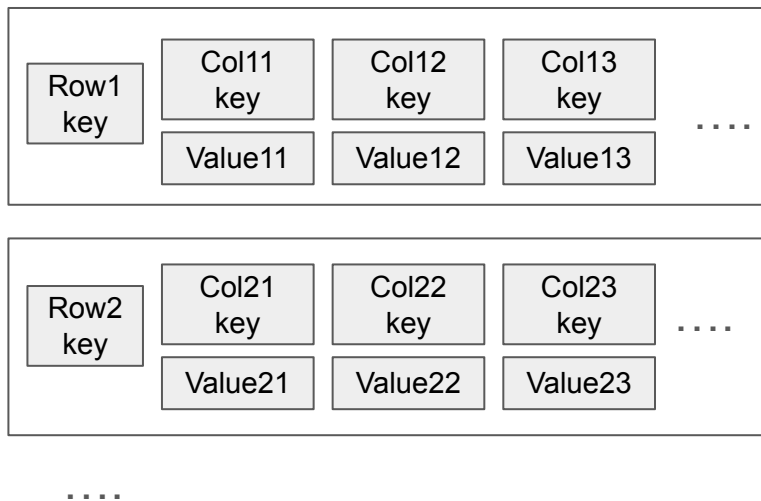 Row1
key
Col11
key
Value11
Col12
key
Value12
Col13
key
Value13
....
Row2
key
Col21
key
Value21
Col22
key
Value22
Col23
key
Value23
....
....